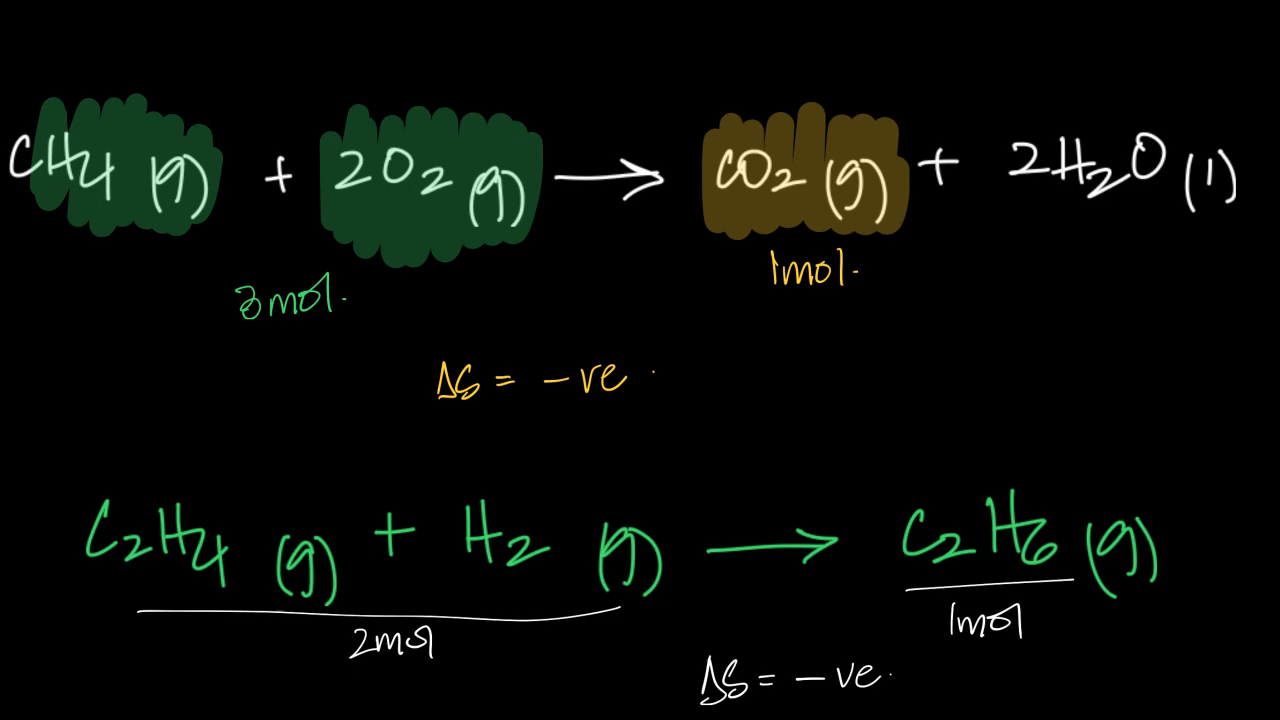 CH4 (g) + 2O2 (g) → CO2 (g) + 2H2O (l)
1mol.
3mol.
ΔS = -ve
C2H4 (g) + H2 (g) → C2H6 (g)
2mol
1mol
ΔS = -ve.